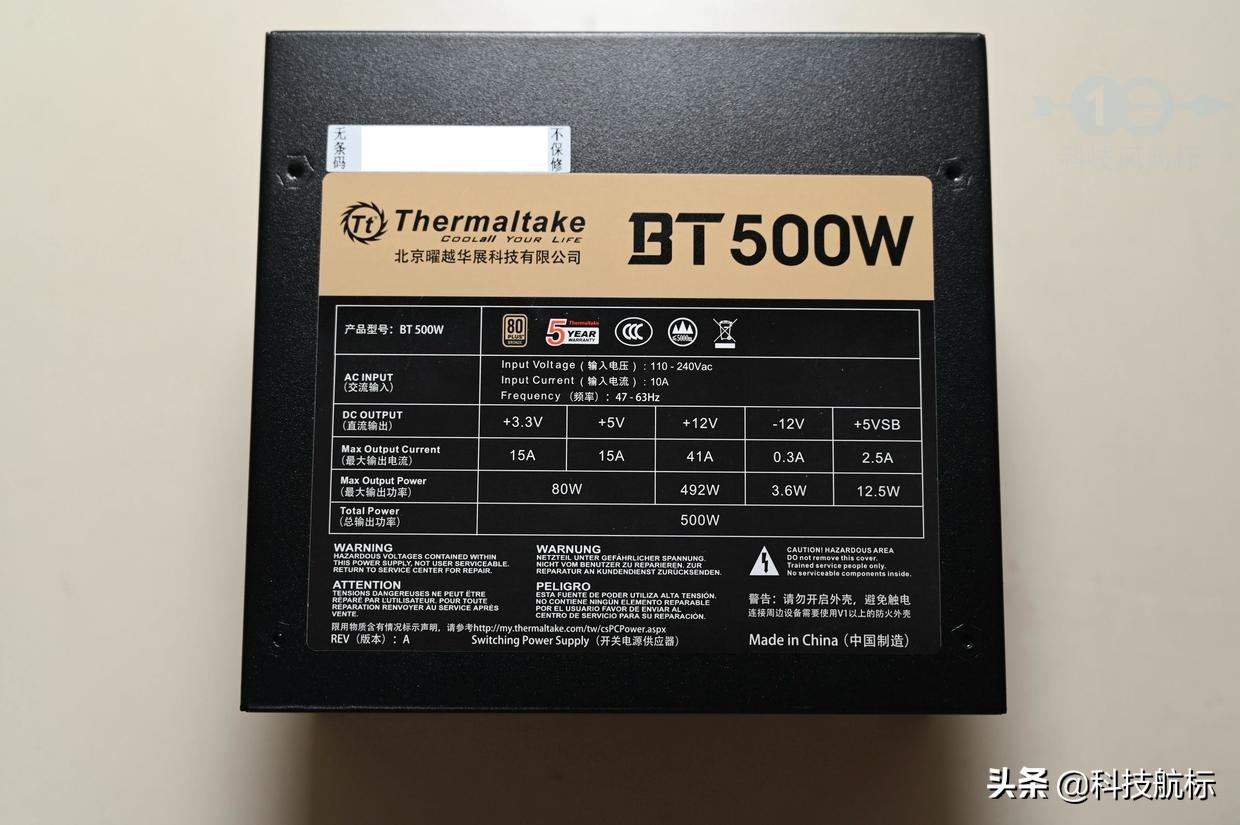 无条码
不保修
Tt Thermaltake
COOLall YOUR LIFE
北京曜越华展科技有限公司
BT 500W
产品型号：BT 500W
80 PLUS BRONZE
Thermaltake
5 YEAR WARRANTY
CCC
≤5000m
AC INPUT
（交流输入）
Input Voltage（输入电压）: 110 - 240Vac
Input Current（输入电流）: 10A
Frequency （频率）: 47 - 63Hz
DC OUTPUT
（直流输出）
+3.3V +5V +12V -12V +5VSB
Max Output Current
（最大输出电流）
15A 15A 41A 0.3A 2.5A
Max Output Power
（最大输出功率）
80W 492W 3.6W 12.5W
Total Power
（总输出功率）
500W
WARNING
HAZARDOUS VOLTAGES CONTAINED WITHIN
THIS POWER SUPPLY, NOT USER SERVICEABLE.
RETURN TO SERVICE CENTER FOR REPAIR.
ATTENTION
TENSIONS DANGEREUSES NE PEUT ÊTRE
RÉPARÉ PAR L'UTILISATEUR. POUR TOUTE
RÉPARATION RENVOYER AU SERVICE APRÉS
VENTE.
WARNUNG
NETZTEIL UNTER GEFÄHRLICHER SPANNUNG.
NICHT VOM BENUTZER ZU REPARIEREN. ZUR
REPARATUR AN KUNDENDIENST ZURÜCKSENDEN.
PELIGRO
ESTA FUENTE DE PODER UTILIZA ALTA TENSIÓN.
NO CONTIENE NINGÚN ELEMENTO REPARABLE
POR EL USUARIO FAVOR DE ENVIAR AL
CENTRO DE SERVICIO PARA SU REPARACIÓN.
CAUTION! HAZARDOUS AREA
DO not remove this cover.
Trained service people only.
No serviceable components inside.
警告：请勿开启外壳，避免触电
连接周边设备需要使用V1以上的防火外壳
限用物质含有情况标示声明，请参考http://my.thermaltake.com/tw/csPCPower.aspx
REV（版本）：A
Switching Power Supply（开关电源供应器）
Made in China（中国制造）
头条 @科技航标